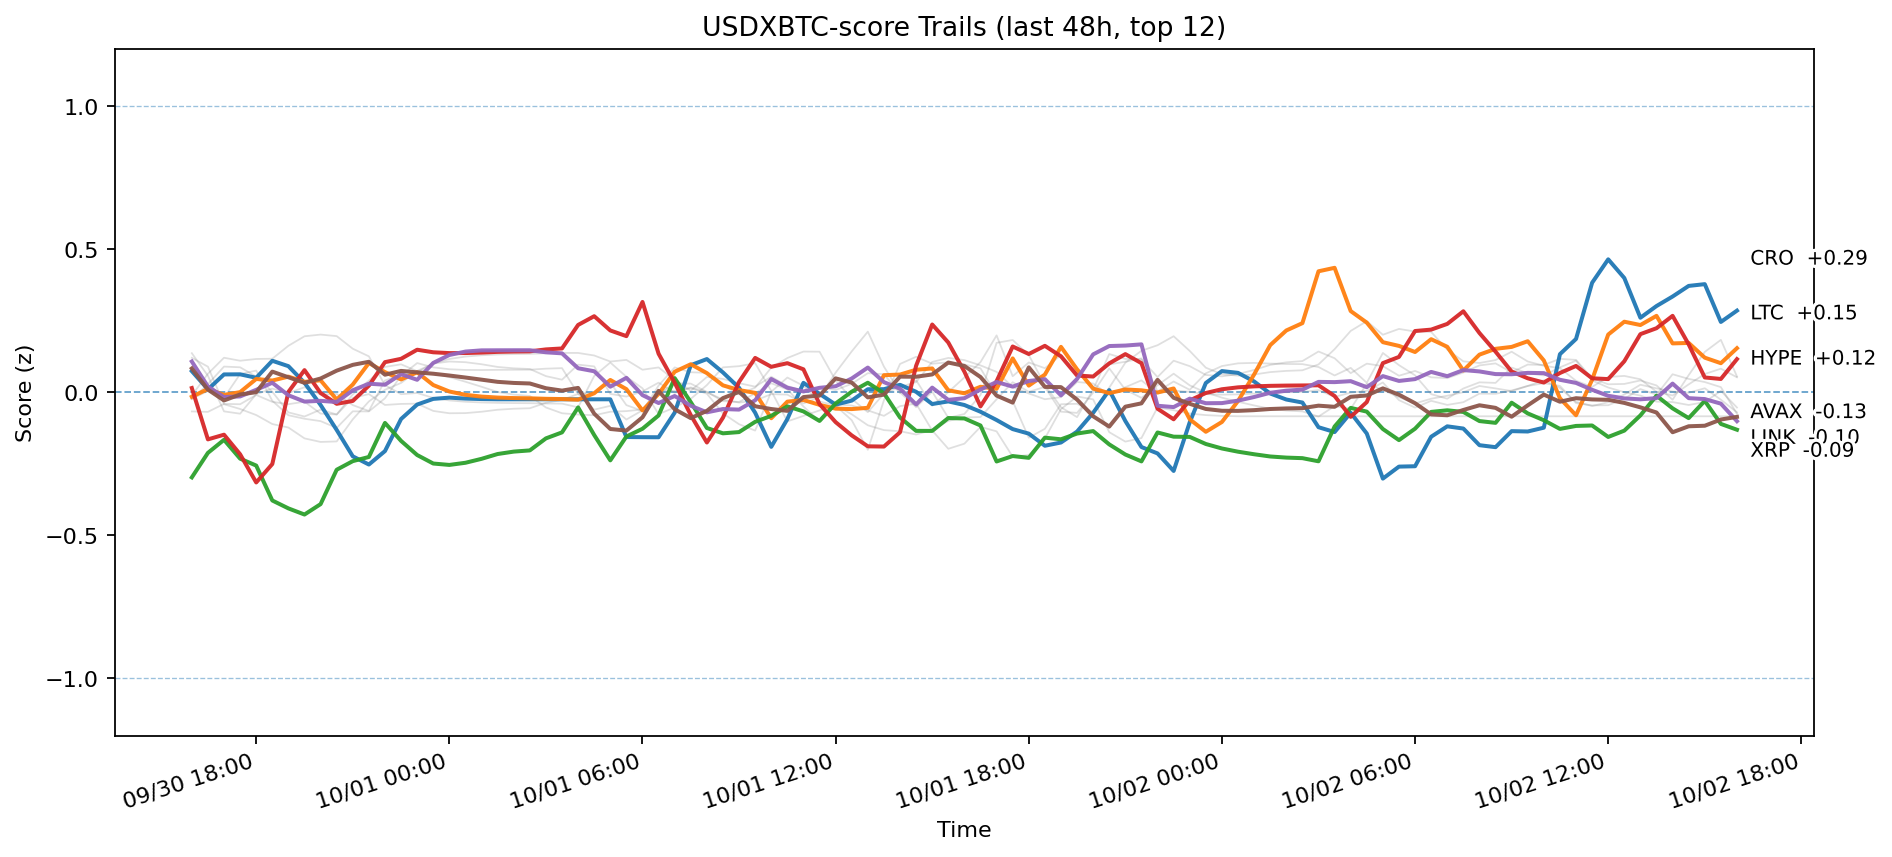 USDXBTC-score Trails (last 48h, top 12)
Score (z)
1.0
0.5
0.0
−0.5
−1.0
CRO +0.29
LTC +0.15
HYPE +0.12
AVAX -0.13
LINK -0.10
XRP -0.09
09/30 18:00
10/01 00:00
10/01 06:00
10/01 12:00
10/01 18:00
10/02 00:00
10/02 06:00
10/02 12:00
10/02 18:00
Time